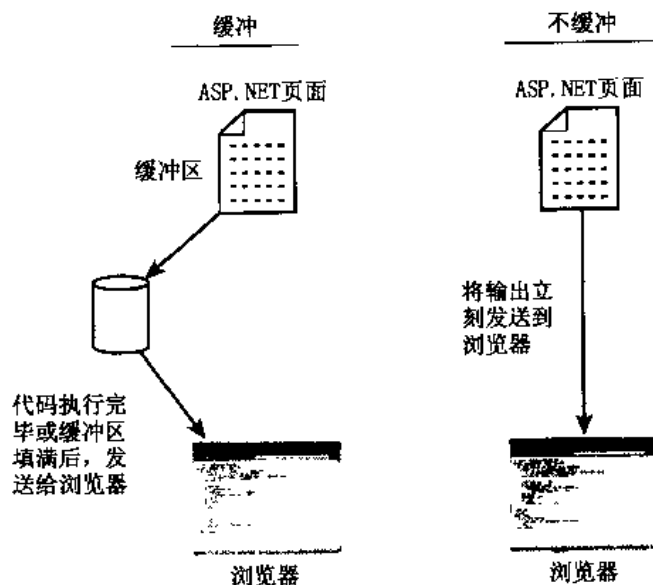 缓冲
ASP.NET页面
缓冲区
代码执行完
毕或缓冲区
填满后，发
送给浏览器
浏览器
不缓冲
ASP.NET页面
将输出立
刻发送到
浏览器
浏览器